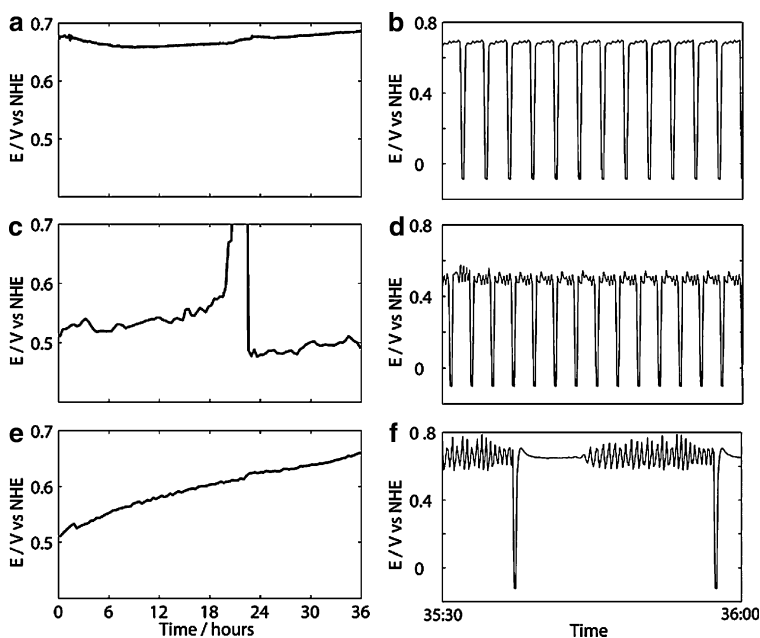 a
0.7
0.6
0.5
E / V vs NHE
b
0.8
0.4
0
E / V vs NHE
c
0.7
0.6
0.5
E / V vs NHE
d
0.8
0.4
0
E / V vs NHE
e
0.7
0.6
0.5
E / V vs NHE
0 6 12 18 24 30 36
Time / hours
f
0.8
0.4
0
E / V vs NHE
35:30 36:00
Time